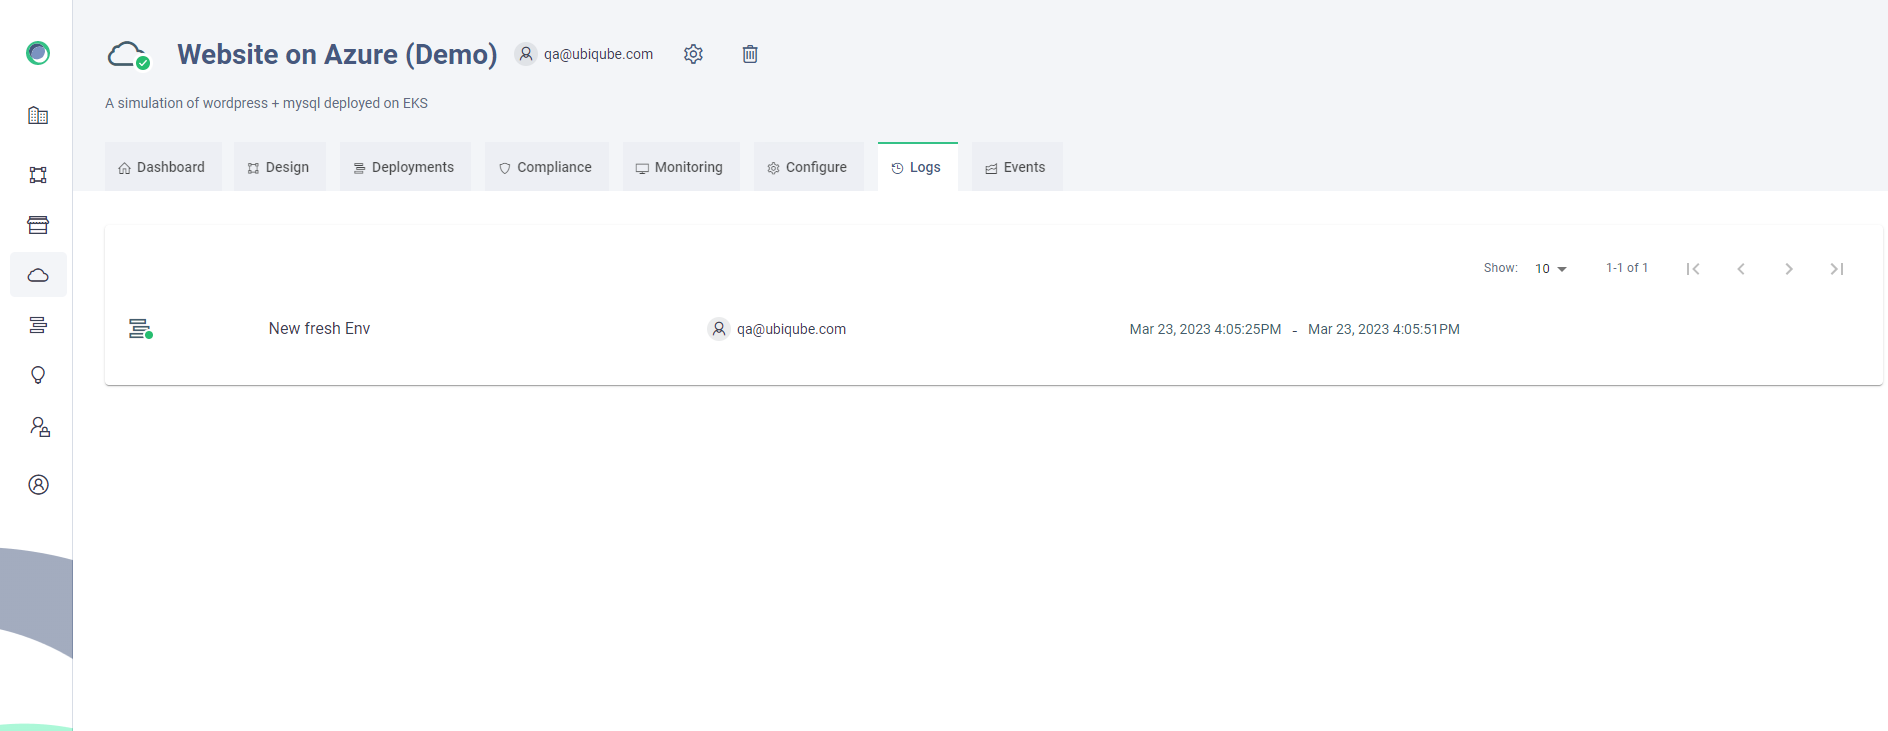 Website on Azure (Demo) qa@ubiqube.com
A simulation of wordpress + mysql deployed on EKS
Dashboard Design Deployments Compliance Monitoring Configure Logs Events
Show: 10 1-1 of 1
New fresh Env qa@ubiqube.com Mar 23, 2023 4:05:25PM - Mar 23, 2023 4:05:51PM